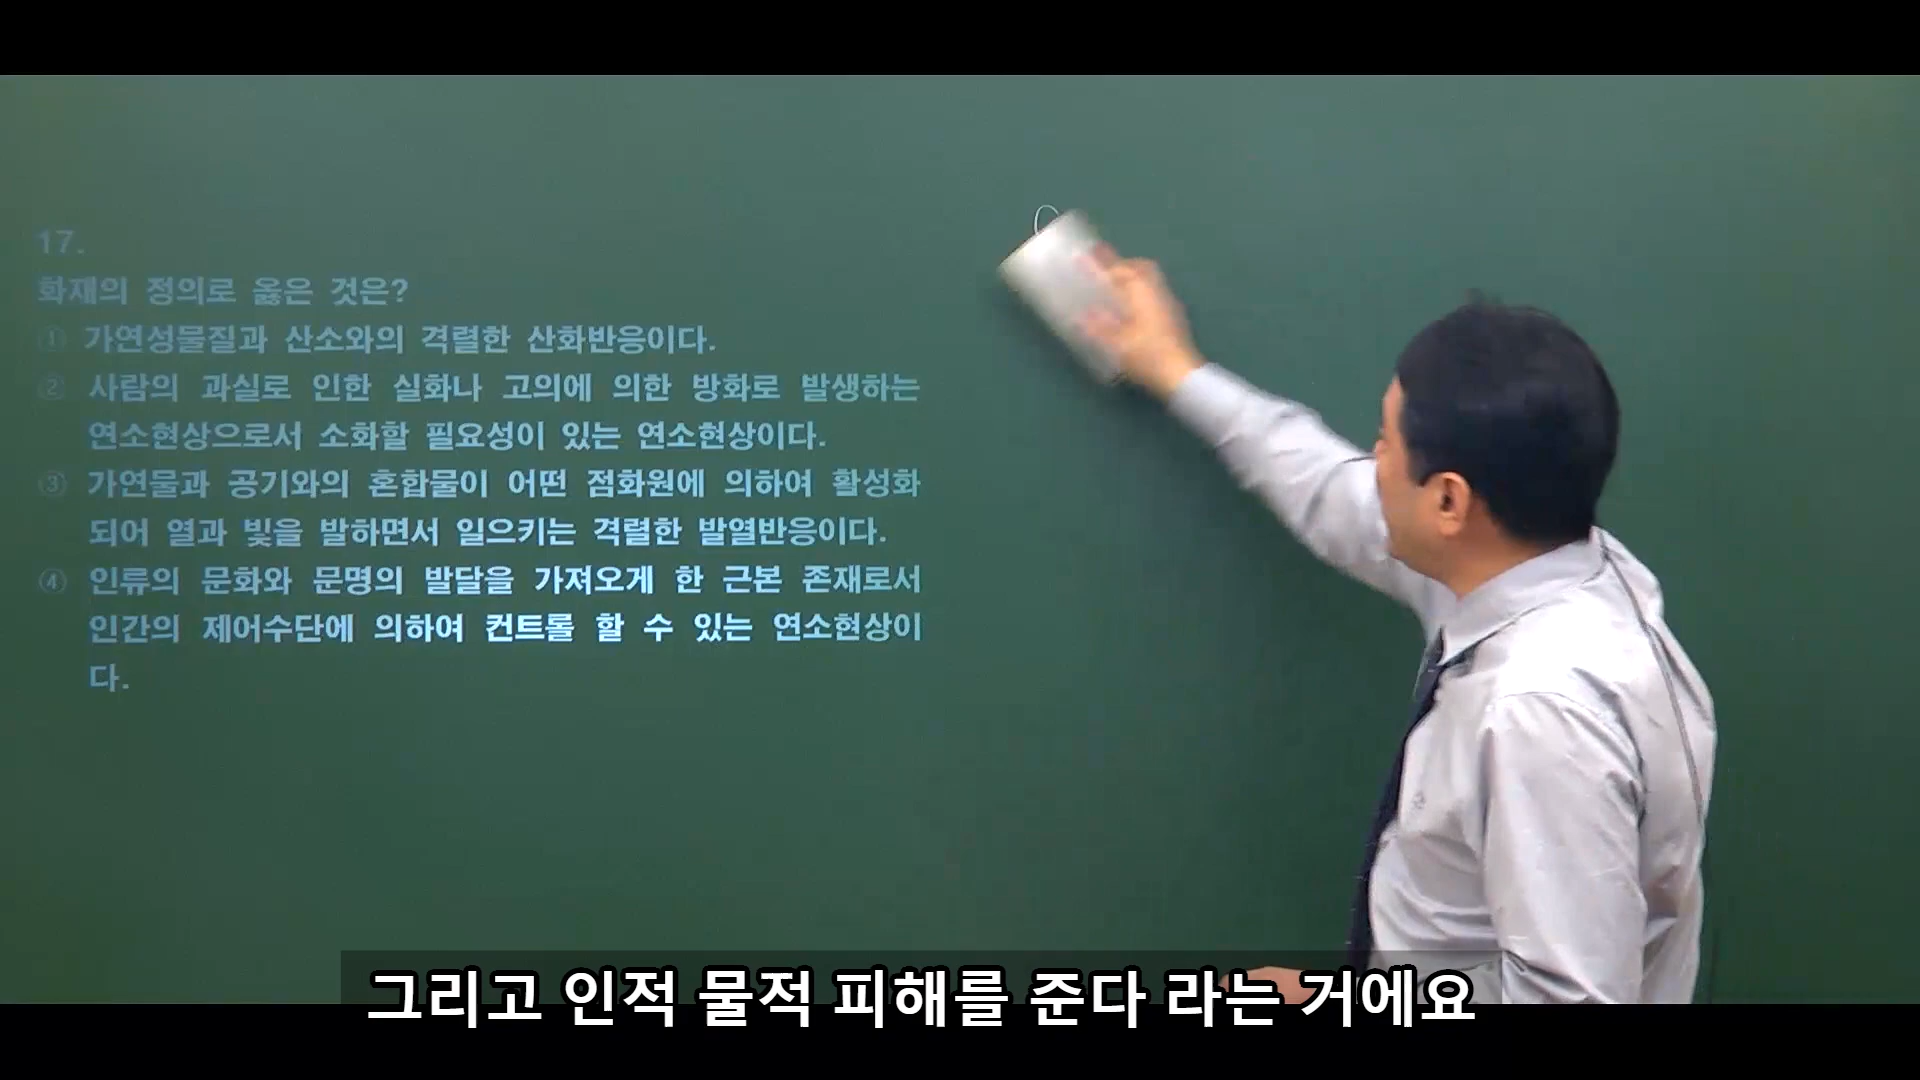 17.
화재의 정의로 옳은 것은?
① 가연성물질과 산소와의 격렬한 산화반응이다.
② 사람의 과실로 인한 실화나 고의에 의한 방화로 발생하는
연소현상으로서 소화할 필요성이 있는 연소현상이다.
③ 가연물과 공기와의 혼합물이 어떤 점화원에 의하여 활성화
되어 열과 빛을 발하면서 일으키는 격렬한 발열반응이다.
④ 인류의 문화와 문명의 발달을 가져오게 한 근본 존재로서
인간의 제어수단에 의하여 컨트롤 할 수 있는 연소현상이
다.
그리고 인적 물적 피해를 준다 라는 거에요